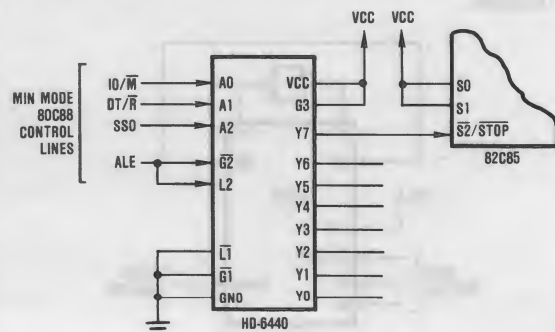 VCC VCC
MIN MODE
80C88
CONTROL
LINES
IO/M̅
DT/R̅
SSO
ALE
A0
A1
A2
G̅2̅
L2
L̅1̅
G̅1̅
GND
VCC
G3
Y7
Y6
Y5
Y4
Y3
Y2
Y1
Y0
HD-6440
S0
S1
S̅2̅/S̅T̅O̅P̅
82C85